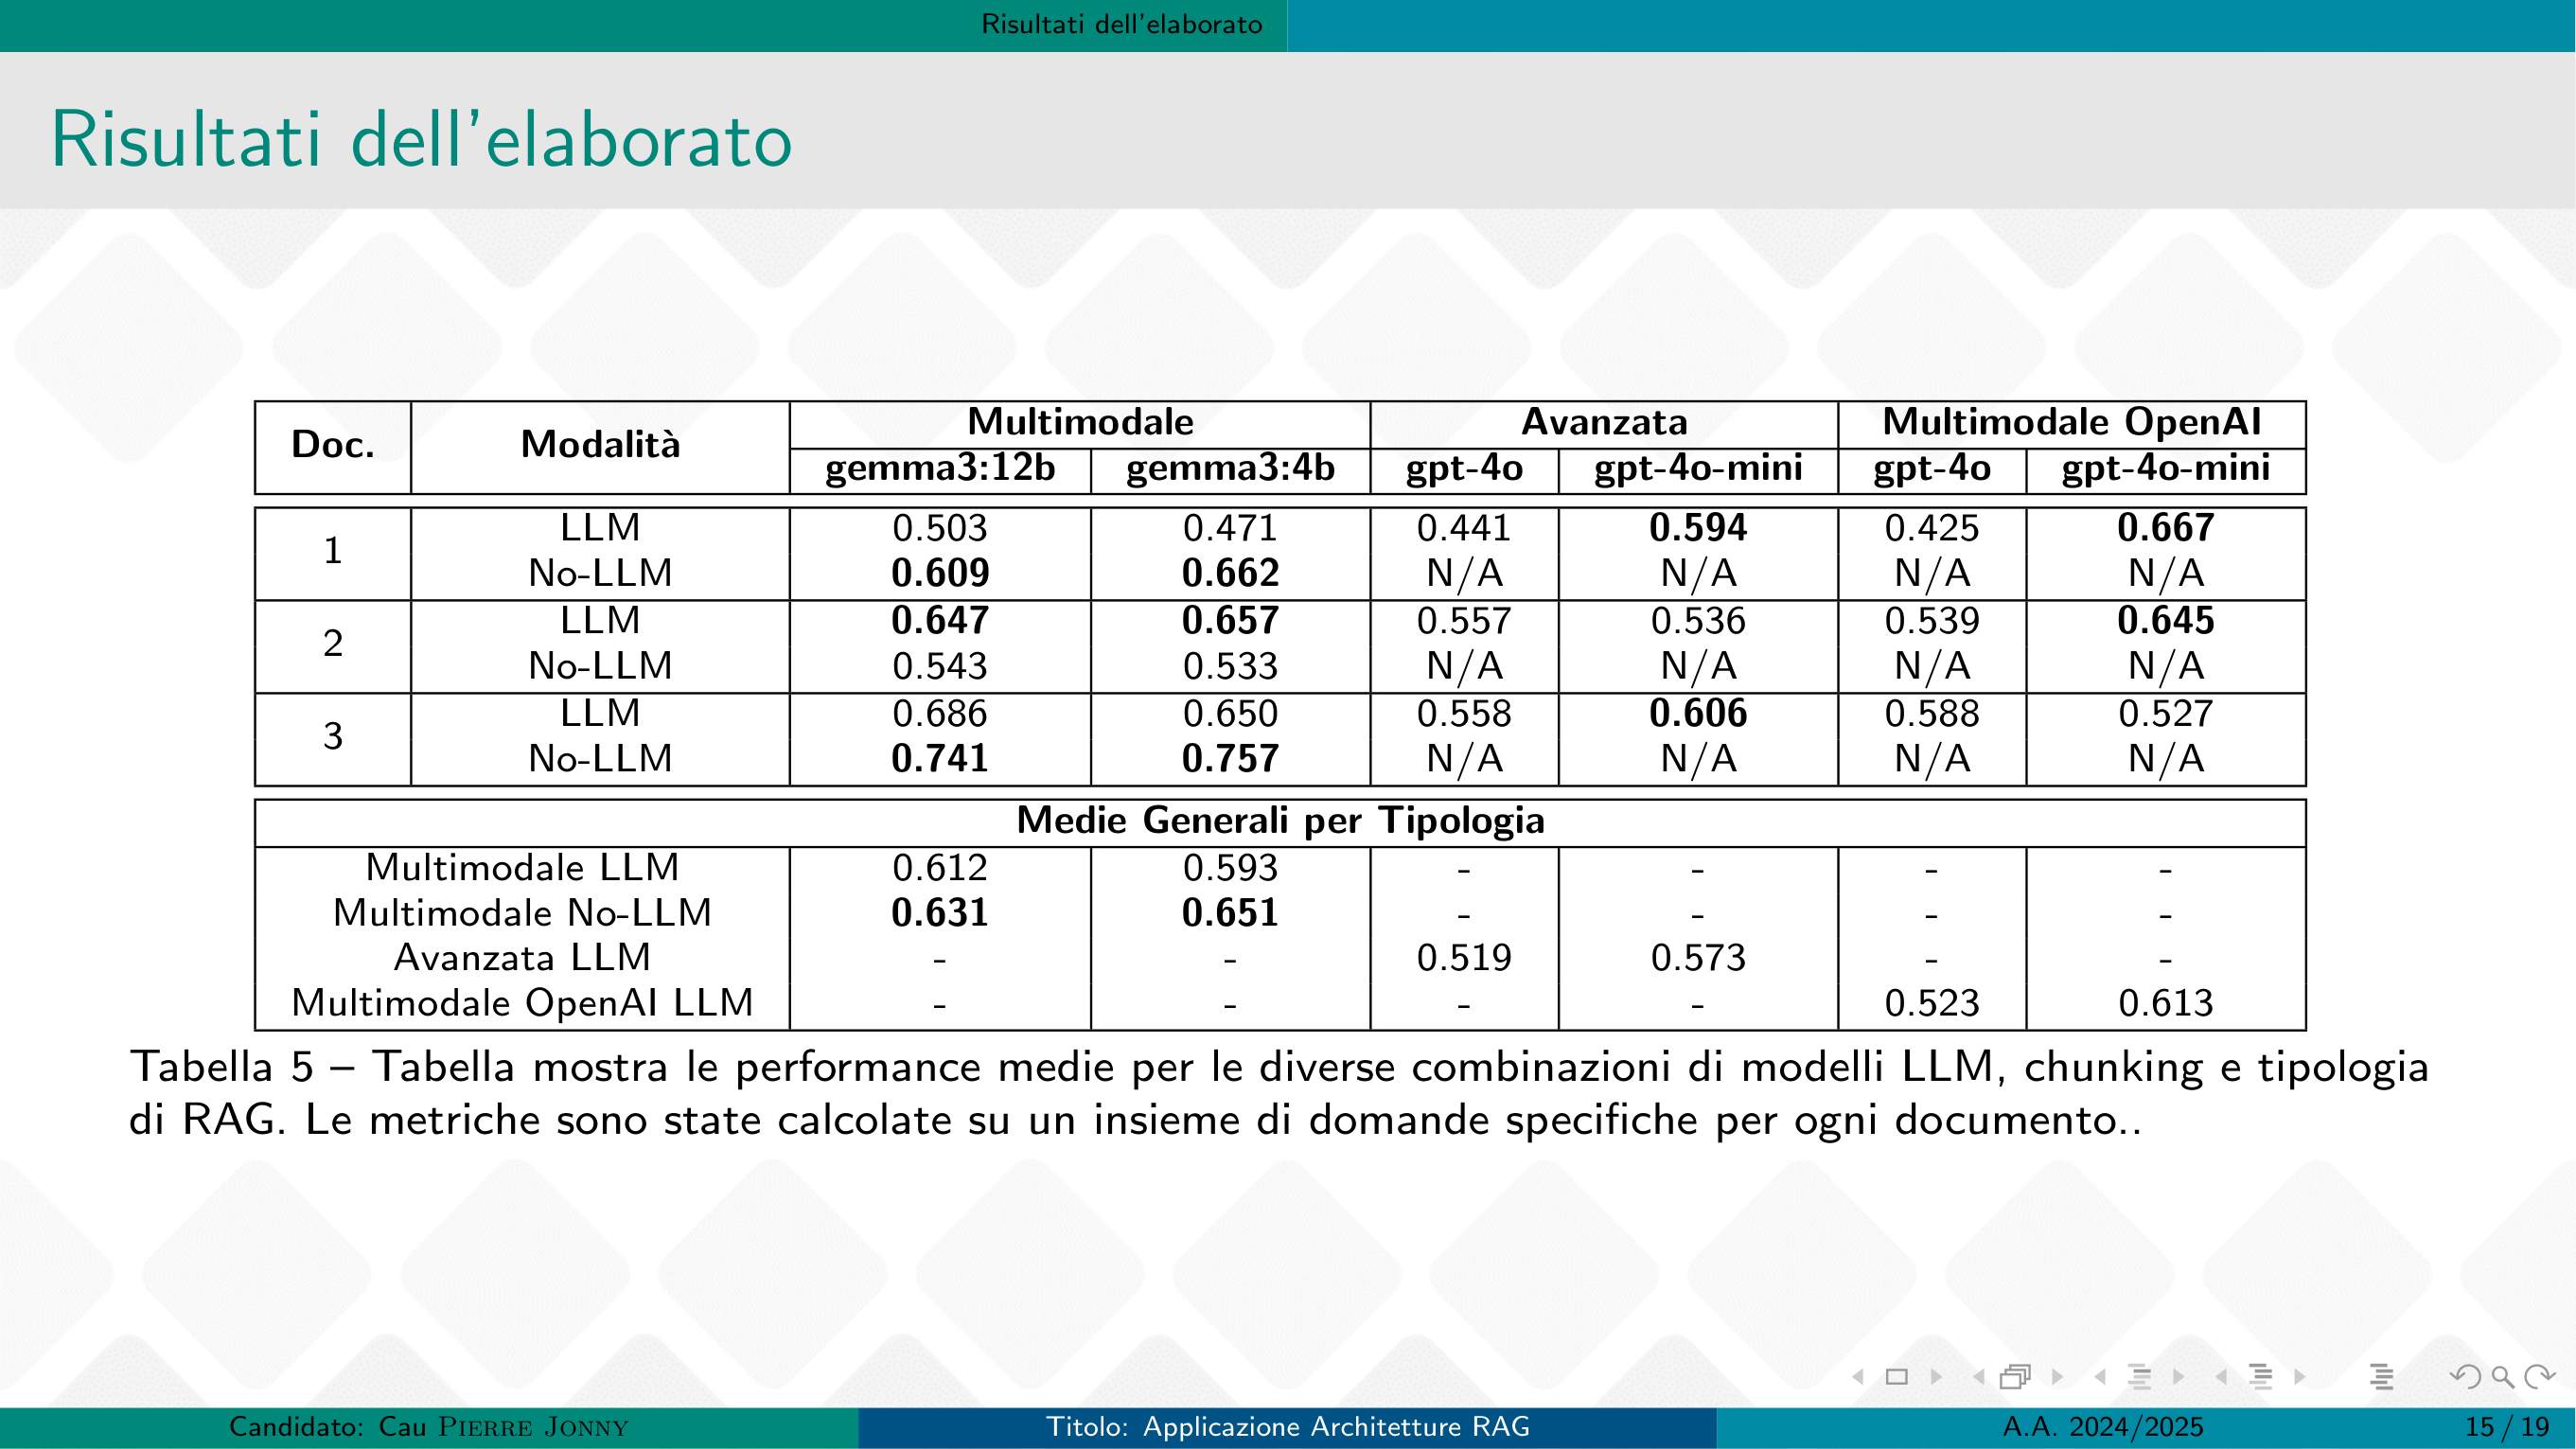 Risultati dell'elaborato
Risultati dell'elaborato
Doc. Modalità Multimodale Avanzata Multimodale OpenAI
gemma3:12b gemma3:4b gpt-4o gpt-4o-mini gpt-4o gpt-4o-mini
1 LLM 0.503 0.471 0.441 0.594 0.425 0.667
No-LLM 0.609 0.662 N/A N/A N/A N/A
2 LLM 0.647 0.657 0.557 0.536 0.539 0.645
No-LLM 0.543 0.533 N/A N/A N/A N/A
3 LLM 0.686 0.650 0.558 0.606 0.588 0.527
No-LLM 0.741 0.757 N/A N/A N/A N/A
Medie Generali per Tipologia
Multimodale LLM 0.612 0.593 - - - -
Multimodale No-LLM 0.631 0.651 - - - -
Avanzata LLM - - 0.519 0.573 - -
Multimodale OpenAI LLM - - - - 0.523 0.613
Tabella 5 – Tabella mostra le performance medie per le diverse combinazioni di modelli LLM, chunking e tipologia
di RAG. Le metriche sono state calcolate su un insieme di domande specifiche per ogni documento..
Candidato: Cau Pierre Jonny Titolo: Applicazione Architetture RAG A.A. 2024/2025 15 / 19